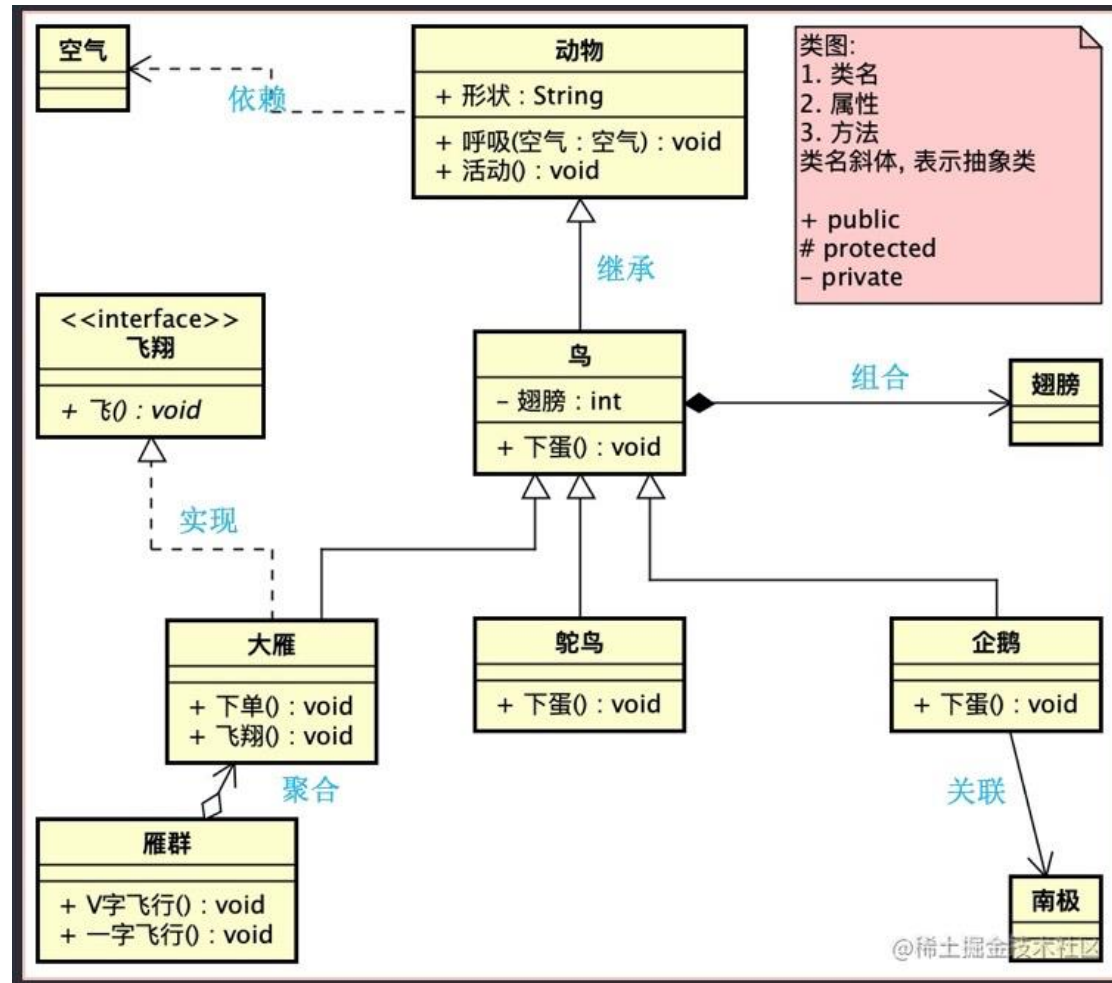 空气
依赖
动物
+ 形状 : String
+ 呼吸(空气 : 空气) : void
+ 活动() : void
类图:
1. 类名
2. 属性
3. 方法
类名斜体, 表示抽象类
+ public
# protected
− private
继承
<<interface>>
飞翔
+ 飞() : void
鸟
− 翅膀 : int
+ 下蛋() : void
组合
翅膀
实现
大雁
+ 下单() : void
+ 飞翔() : void
鸵鸟
+ 下蛋() : void
企鹅
+ 下蛋() : void
聚合
关联
雁群
+ V字飞行() : void
+ 一字飞行() : void
南极
@稀土掘金技术社区